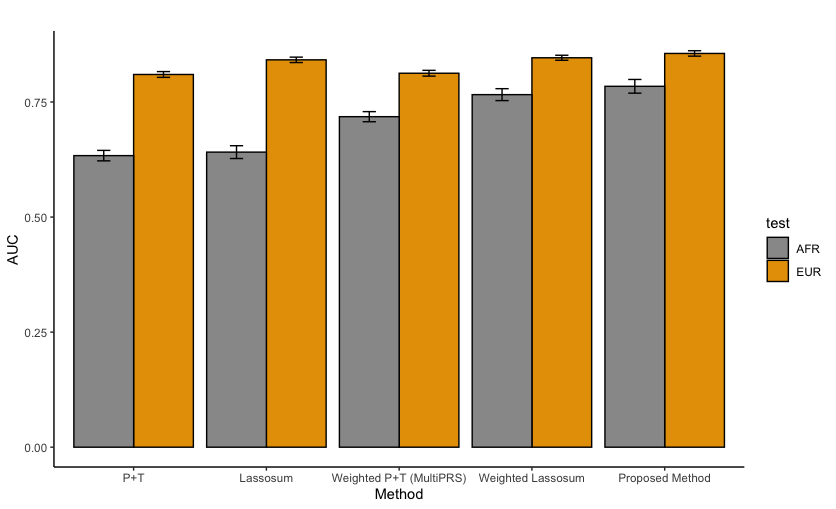 AUC
0.75
0.50
0.25
0.00
P+T
Lassosum
Weighted P+T (MultiPRS)
Weighted Lassosum
Proposed Method
Method
test
AFR
EUR